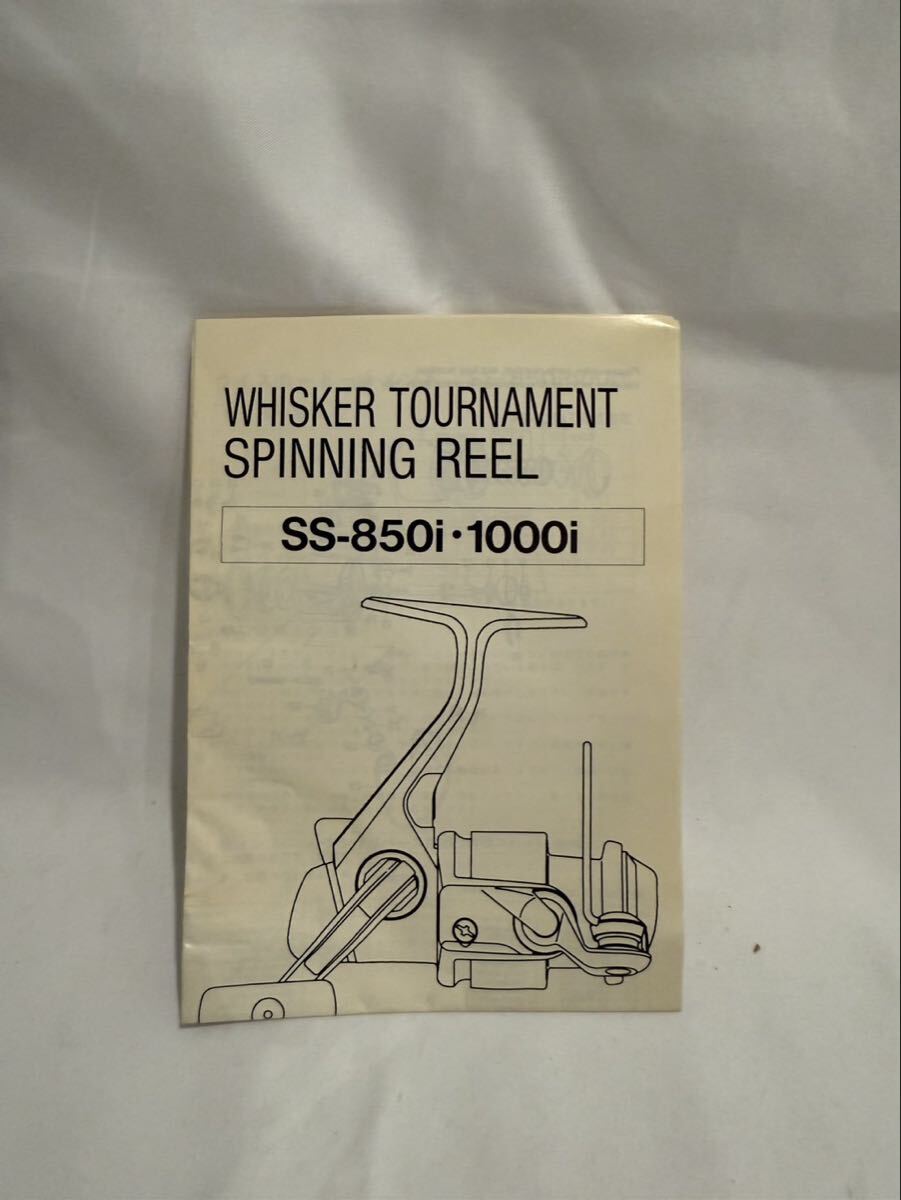 WHISKER TOURNAMENT
SPINNING REEL
SS-850i・1000i